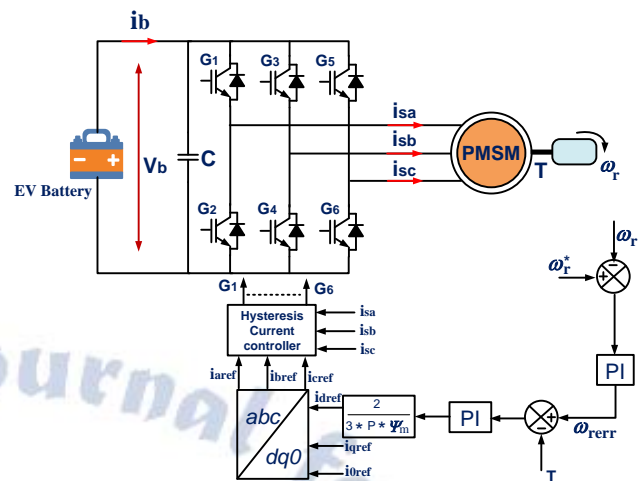 ib
G1
G3
G5
isa
isb
isc
PMSM
T
ωr
Vb
C
EV Battery
G2
G4
G6
G1
G6
Hysteresis
Current
controller
isa
isb
isc
iaref
ibref
icref
abc
dq0
idref
iqref
i0ref
2
3 * P * Ψm
PI
ωrerr
T
PI
ωr*
ωr
+
-
+
-
- +
urnal f